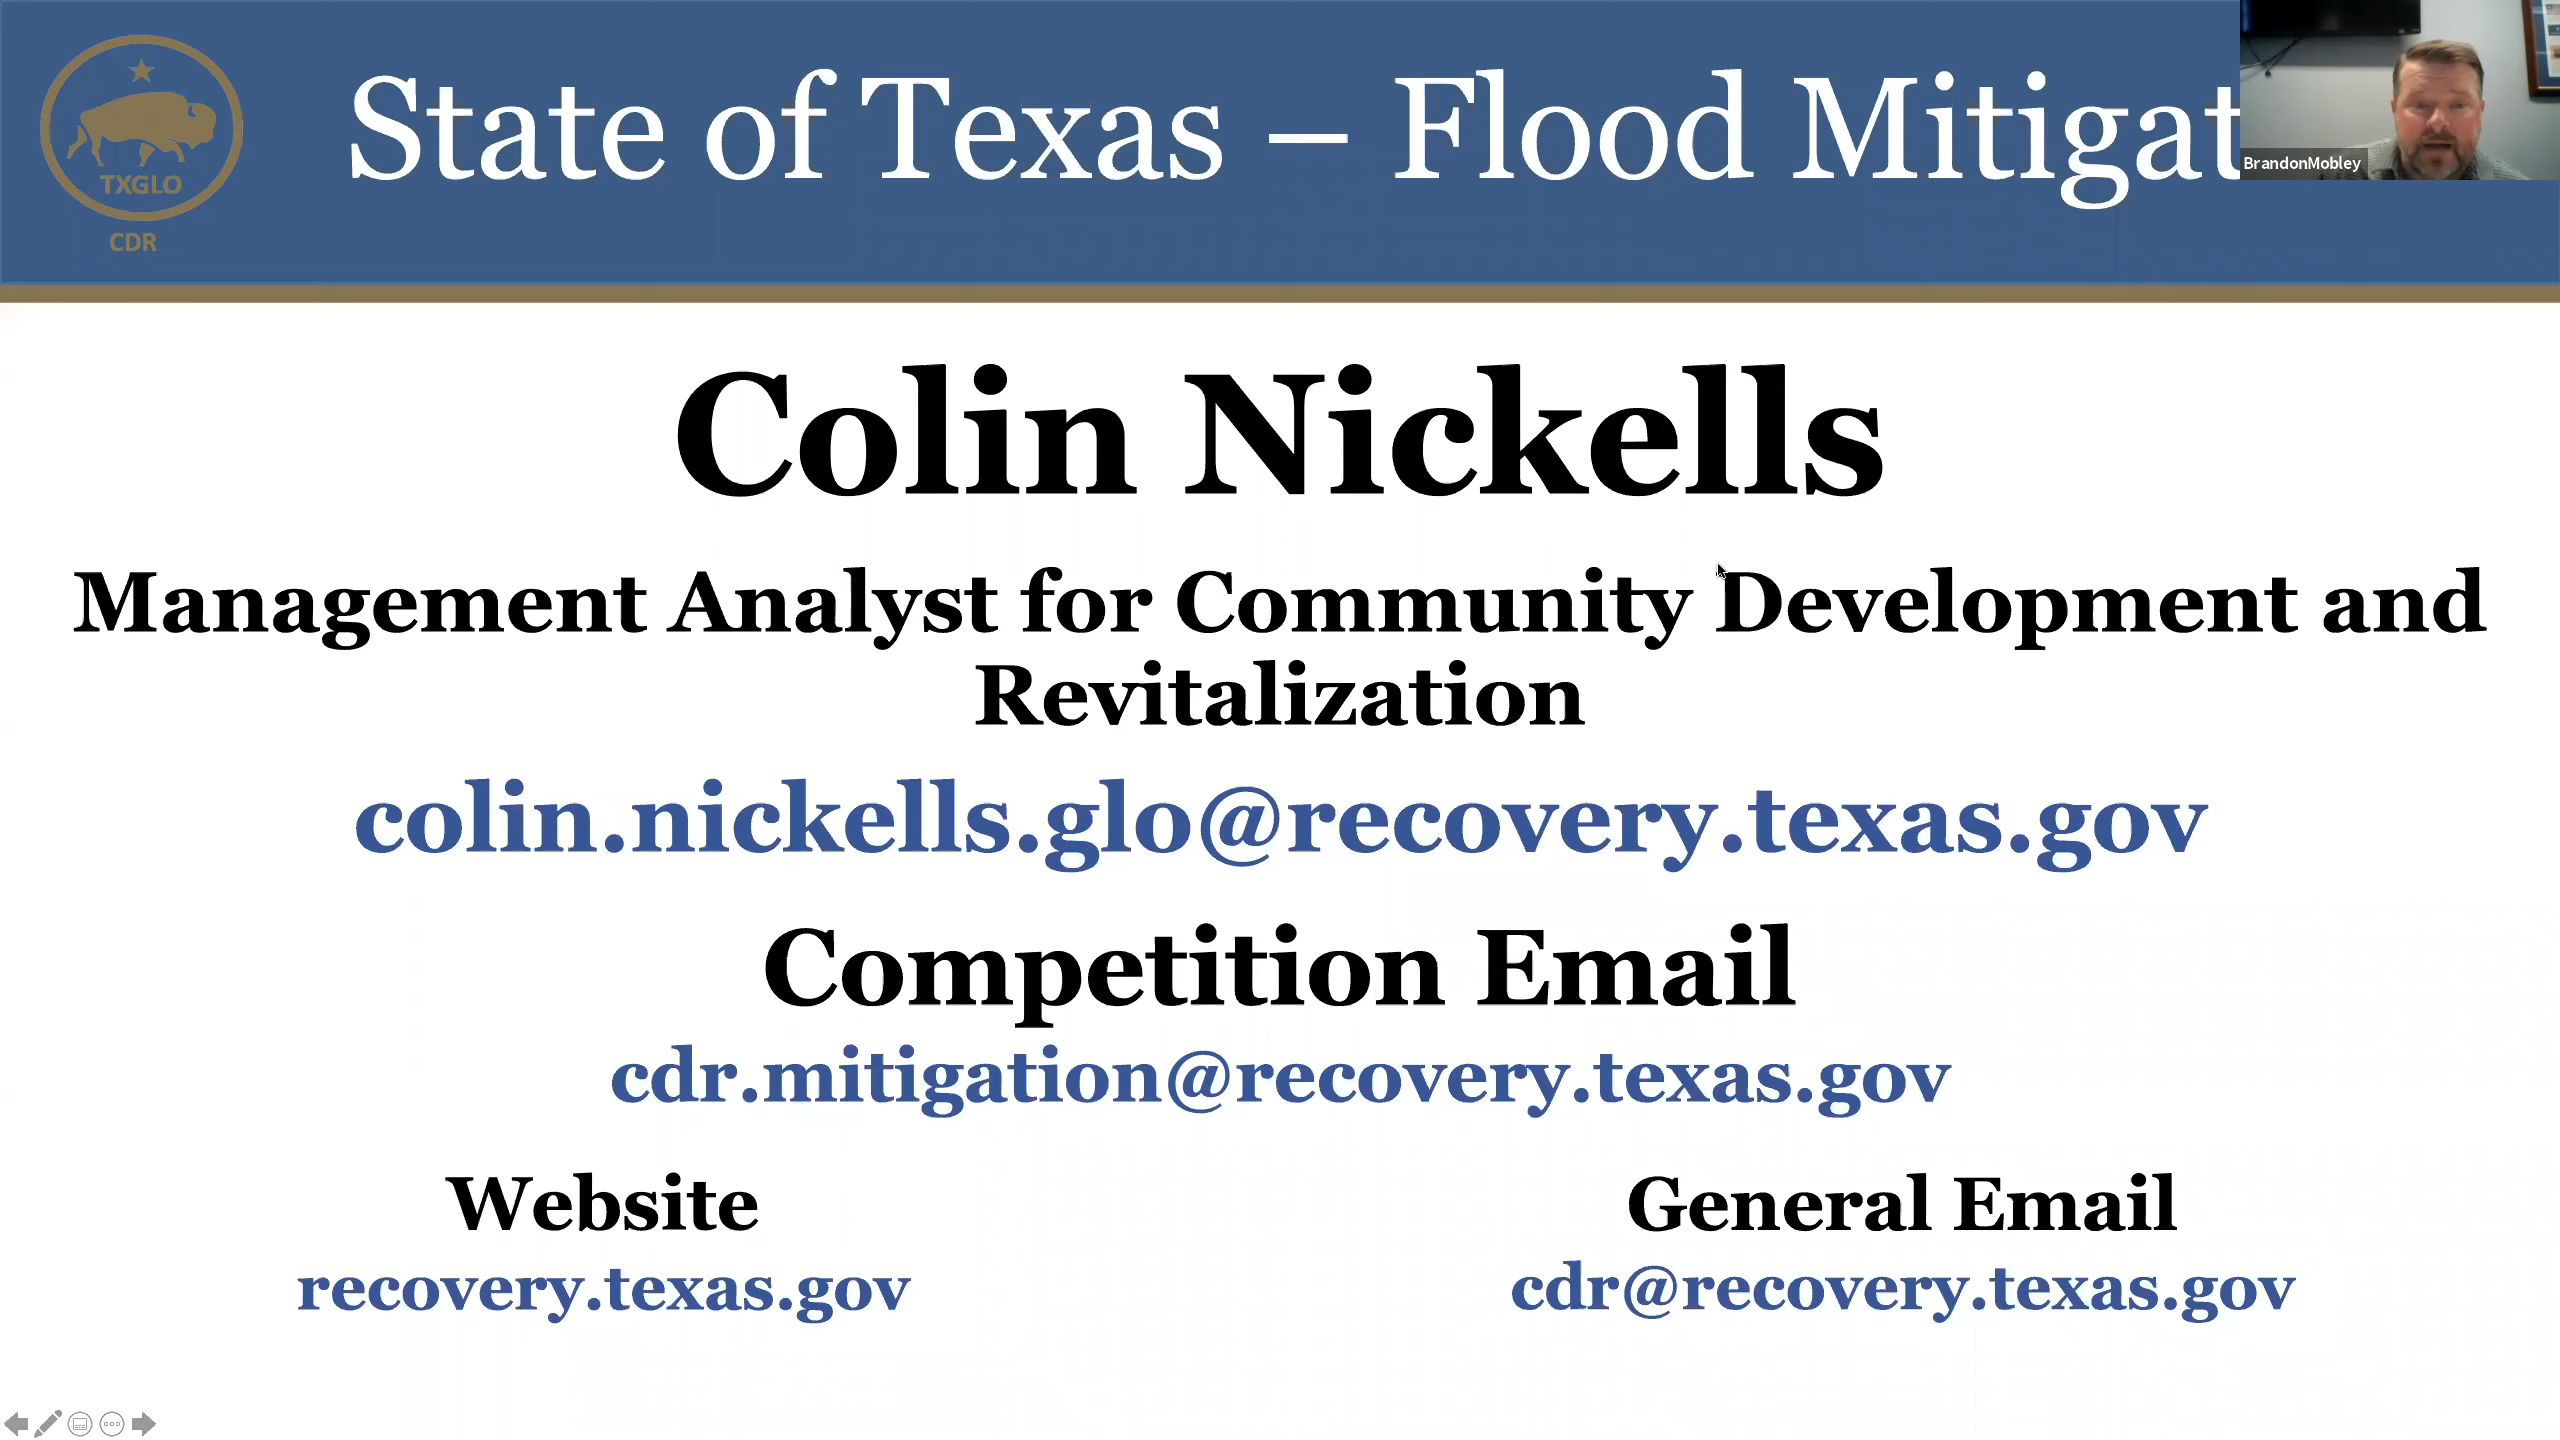 TXGLO
CDR
State of Texas – Flood Mitigat
BrandonMobley
Colin Nickells
Management Analyst for Community Development and
Revitalization
colin.nickells.glo@recovery.texas.gov
Competition Email
cdr.mitigation@recovery.texas.gov
Website
recovery.texas.gov
General Email
cdr@recovery.texas.gov